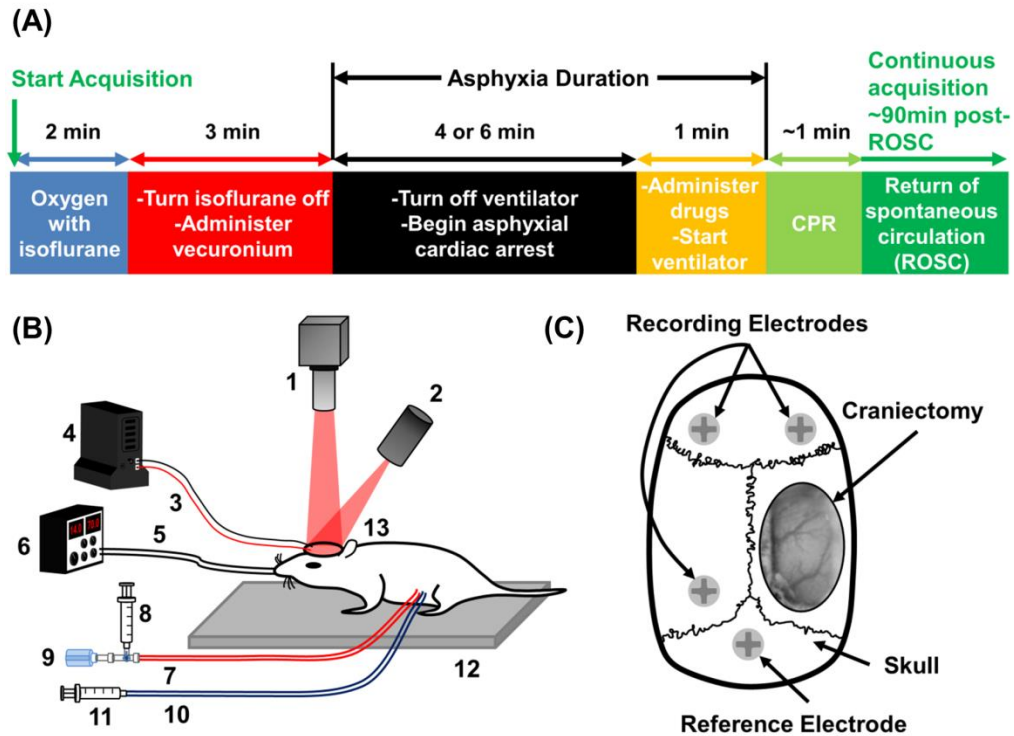 (A)
Start Acquisition
Asphyxia Duration
Continuous
acquisition
~90min post-
ROSC
2 min
3 min
4 or 6 min
1 min
~1 min
Oxygen
with
isoflurane
-Turn isoflurane off
-Administer
vecuronium
-Turn off ventilator
-Begin asphyxial
cardiac arrest
-Administer
drugs
-Start
ventilator
CPR
Return of
spontaneous
circulation
(ROSC)
(B)
1
2
4
3
13
6
5
8
9
7
12
11
10
(C)
Recording Electrodes
Craniectomy
Skull
Reference Electrode